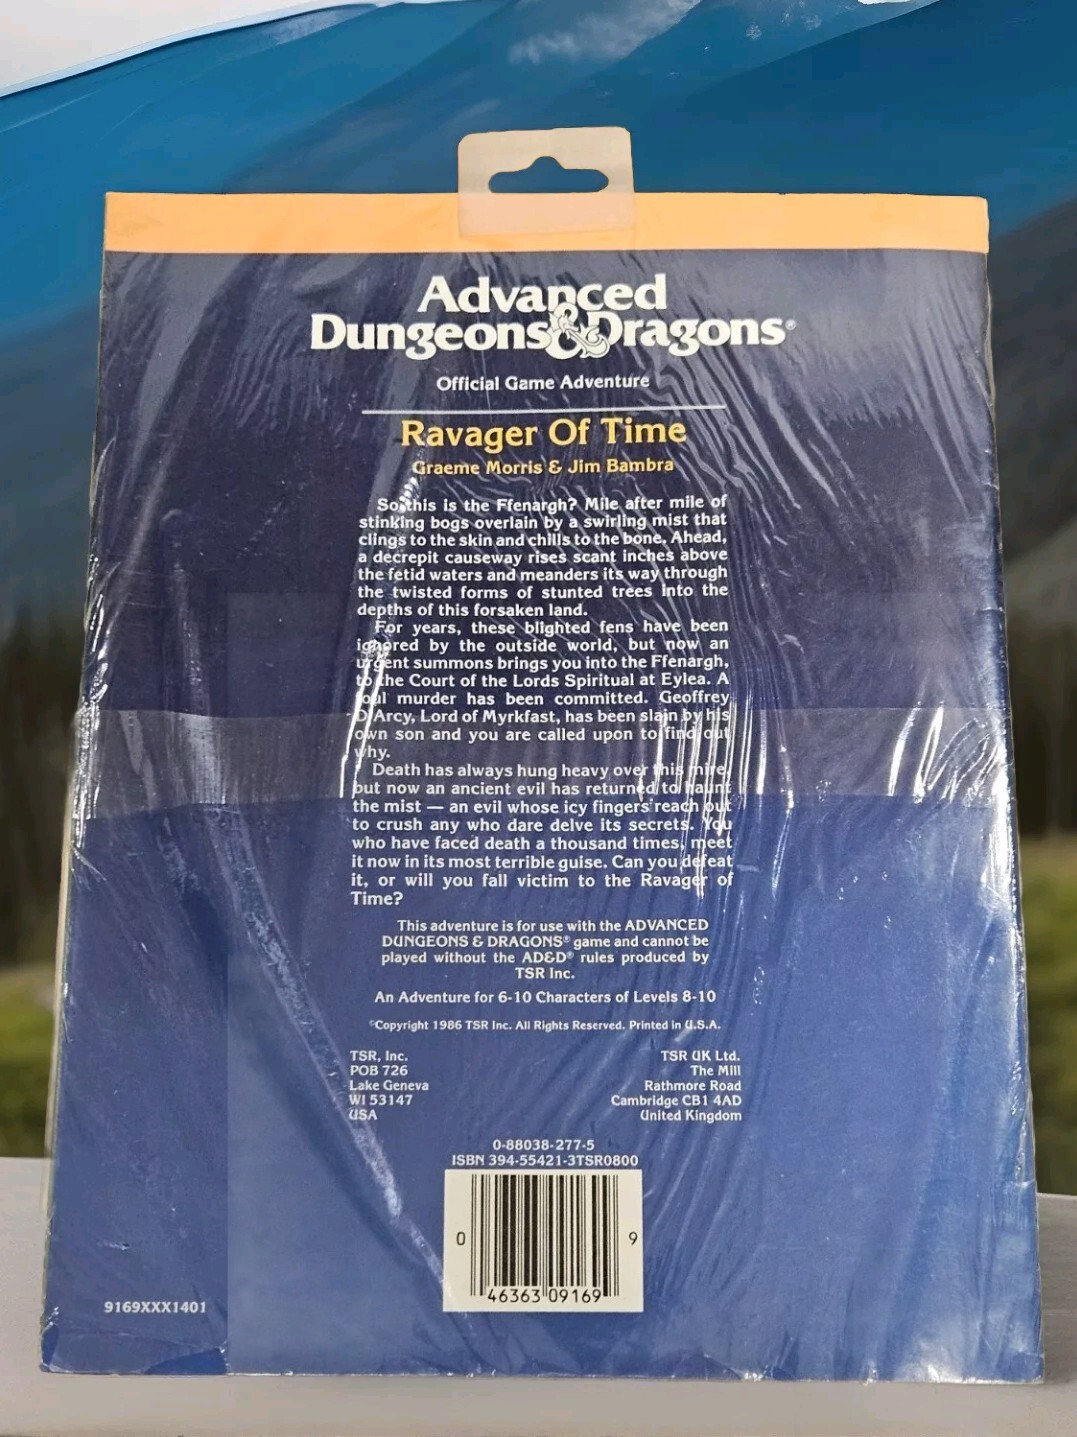 Advanced
Dungeons & Dragons®
Official Game Adventure
Ravager Of Time
Graeme Morris & Jim Bambra
So this is the Ffenargh? Mile after mile of
stinking bogs overlain by a swirling mist that
clings to the skin and chills to the bone. Ahead,
a decrepit causeway rises scant inches above
the fetid waters and meanders its way through
the twisted forms of stunted trees into the
depths of this forsaken land.
For years, these blighted fens have been
ignored by the outside world, but now an
urgent summons brings you into the Ffenargh,
to the Court of the Lords Spiritual at Eylea. A
foul murder has been committed. Geoffrey
D'Arcy, Lord of Myrkfast, has been slain by his
own son and you are called upon to find out
why.
Death has always hung heavy over this mire,
but now an ancient evil has returned to haunt
the mist — an evil whose icy fingers reach out
to crush any who dare delve its secrets. You
who have faced death a thousand times, meet
it now in its most terrible guise. Can you defeat
it, or will you fall victim to the Ravager of
Time?
This adventure is for use with the ADVANCED
DUNGEONS & DRAGONS® game and cannot be
played without the AD&D® rules produced by
TSR Inc.
An Adventure for 6-10 Characters of Levels 8-10
©Copyright 1986 TSR Inc. All Rights Reserved. Printed in U.S.A.
TSR, Inc.
POB 726
Lake Geneva
WI 53147
USA
TSR UK Ltd.
The Mill
Rathmore Road
Cambridge CB1 4AD
United Kingdom
0-88038-277-5
ISBN 394-55421-3TSR0800
0 46363 09169 9
9169XXX1401